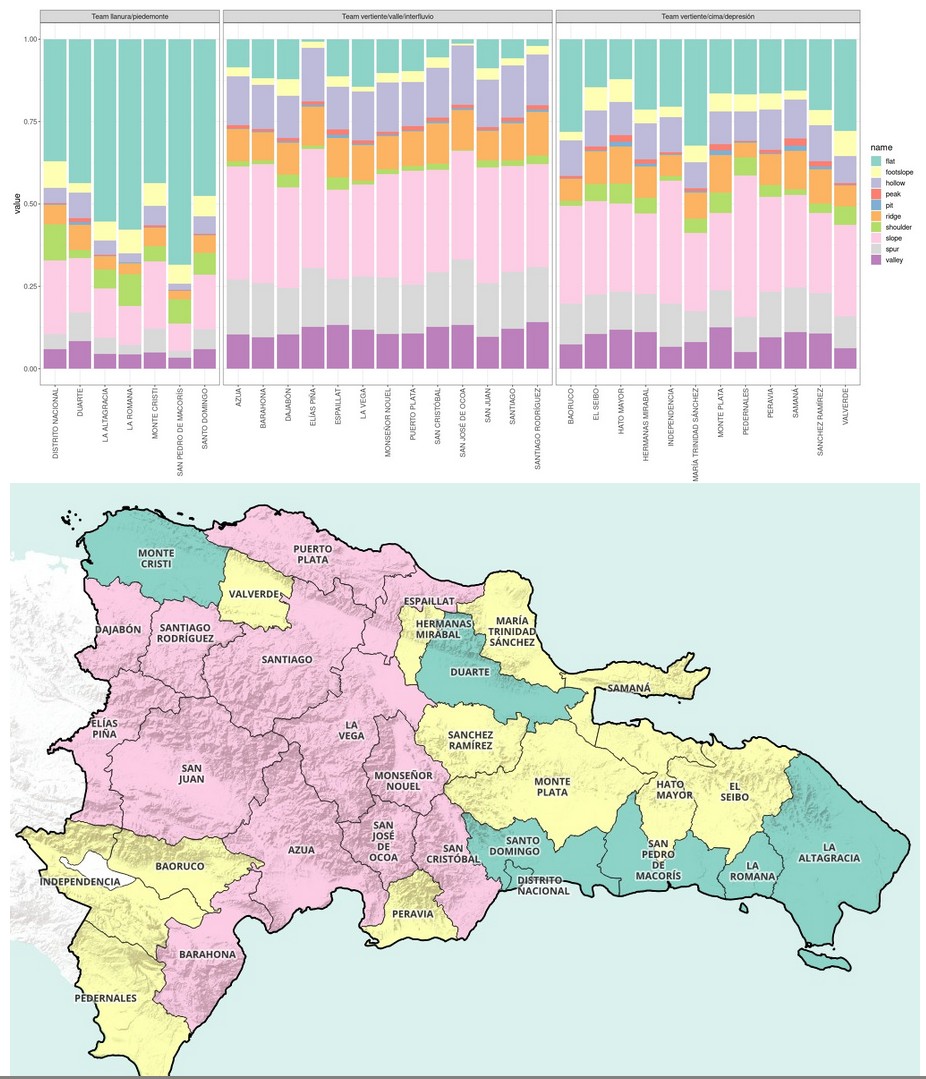 Team llanura/piedemonte
Team vertiente/valle/interfluvio
Team vertiente/cima/depresión
value
1.00
0.75
0.50
0.25
0.00
DISTRITO NACIONAL
DUARTE
LA ALTAGRACIA
LA ROMANA
MONTE CRISTI
SAN PEDRO DE MACORÍS
SANTO DOMINGO
AZUA
BARAHONA
DAJABÓN
ELÍAS PIÑA
ESPAILLAT
LA VEGA
MONSEÑOR NOUEL
PUERTO PLATA
SAN CRISTÓBAL
SAN JOSÉ DE OCOA
SAN JUAN
SANTIAGO
SANTIAGO RODRÍGUEZ
BAORUCO
EL SEIBO
HATO MAYOR
HERMANAS MIRABAL
INDEPENDENCIA
MARÍA TRINIDAD SÁNCHEZ
MONTE PLATA
PEDERNALES
PERAVIA
SAMANÁ
SANCHEZ RAMÍREZ
VALVERDE
name
flat
footslope
hollow
peak
pit
ridge
shoulder
slope
spur
valley
MONTE
CRISTI
PUERTO
PLATA
VALVERDE
ESPAILLAT
DAJABÓN
SANTIAGO
RODRÍGUEZ
HERMANAS
MIRABAL
MARÍA
TRINIDAD
SÁNCHEZ
SANTIAGO
DUARTE
SAMANÁ
ELÍAS
PIÑA
LA
VEGA
SANCHEZ
RAMÍREZ
SAN
JUAN
MONSEÑOR
NOUEL
MONTE
PLATA
HATO
MAYOR
EL
SEIBO
AZUA
SAN
JOSÉ
DE
OCOA
SAN
CRISTÓBAL
SANTO
DOMINGO
SAN
PEDRO
DE
MACORÍS
LA
ROMANA
LA
ALTAGRACIA
BAORUCO
INDEPENDENCIA
DISTRITO
NACIONAL
PERAVIA
BARAHONA
PEDERNALES